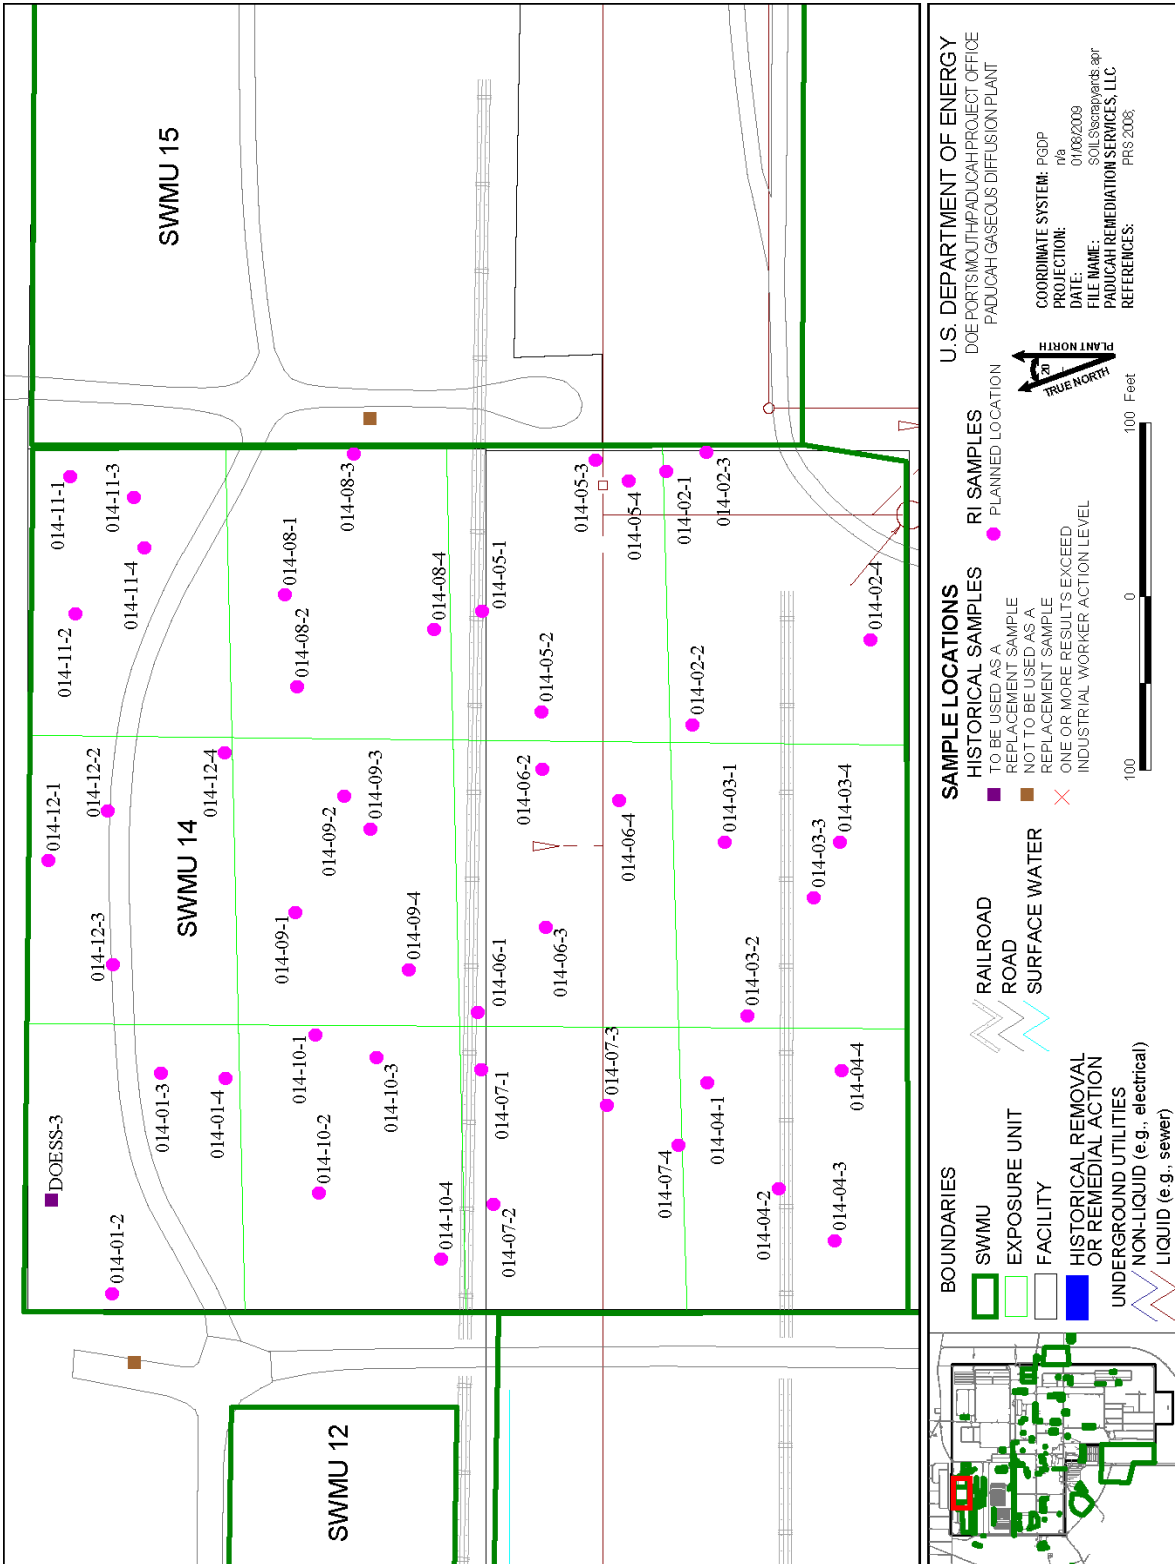 SWMU 15
SWMU 14
SWMU 12
014-11-1
014-11-3
014-11-4
014-11-2
014-08-3
014-08-1
014-08-2
014-08-4
014-05-1
014-05-2
014-05-3
014-05-4
014-02-1
014-02-3
014-02-4
014-02-2
014-12-1
014-12-2
014-12-4
014-12-3
014-09-2
014-09-3
014-09-1
014-09-4
014-06-2
014-06-4
014-06-3
014-06-1
014-03-1
014-03-4
014-03-3
014-03-2
DOESS-3
014-01-2
014-01-3
014-01-4
014-10-1
014-10-3
014-10-2
014-10-4
014-07-1
014-07-2
014-07-3
014-07-4
014-04-1
014-04-4
014-04-2
014-04-3
BOUNDARIES
SWMU
EXPOSURE UNIT
FACILITY
HISTORICAL REMOVAL
OR REMEDIAL ACTION
UNDERGROUND UTILITIES
NON-LIQUID (e.g., electrical)
LIQUID (e.g., sewer)
RAILROAD
ROAD
SURFACE WATER
SAMPLE LOCATIONS
HISTORICAL SAMPLES
TO BE USED AS A
REPLACEMENT SAMPLE
NOT TO BE USED AS A
REPLACEMENT SAMPLE
ONE OR MORE RESULTS EXCEED
INDUSTRIAL WORKER ACTION LEVEL
RI SAMPLES
PLANNED LOCATION
100 0 100 Feet
TRUE NORTH
20
PLANT NORTH
U.S. DEPARTMENT OF ENERGY
DOE PORTSMOUTH/PADUCAH PROJECT OFFICE
PADUCAH GASEOUS DIFFUSION PLANT
COORDINATE SYSTEM: PGDP
PROJECTION: n/a
DATE: 01/08/2009
FILE NAME: SOILS\scrapyards.apr
PADUCAH REMEDIATION SERVICES, LLC
REFERENCES: PRS 2008;